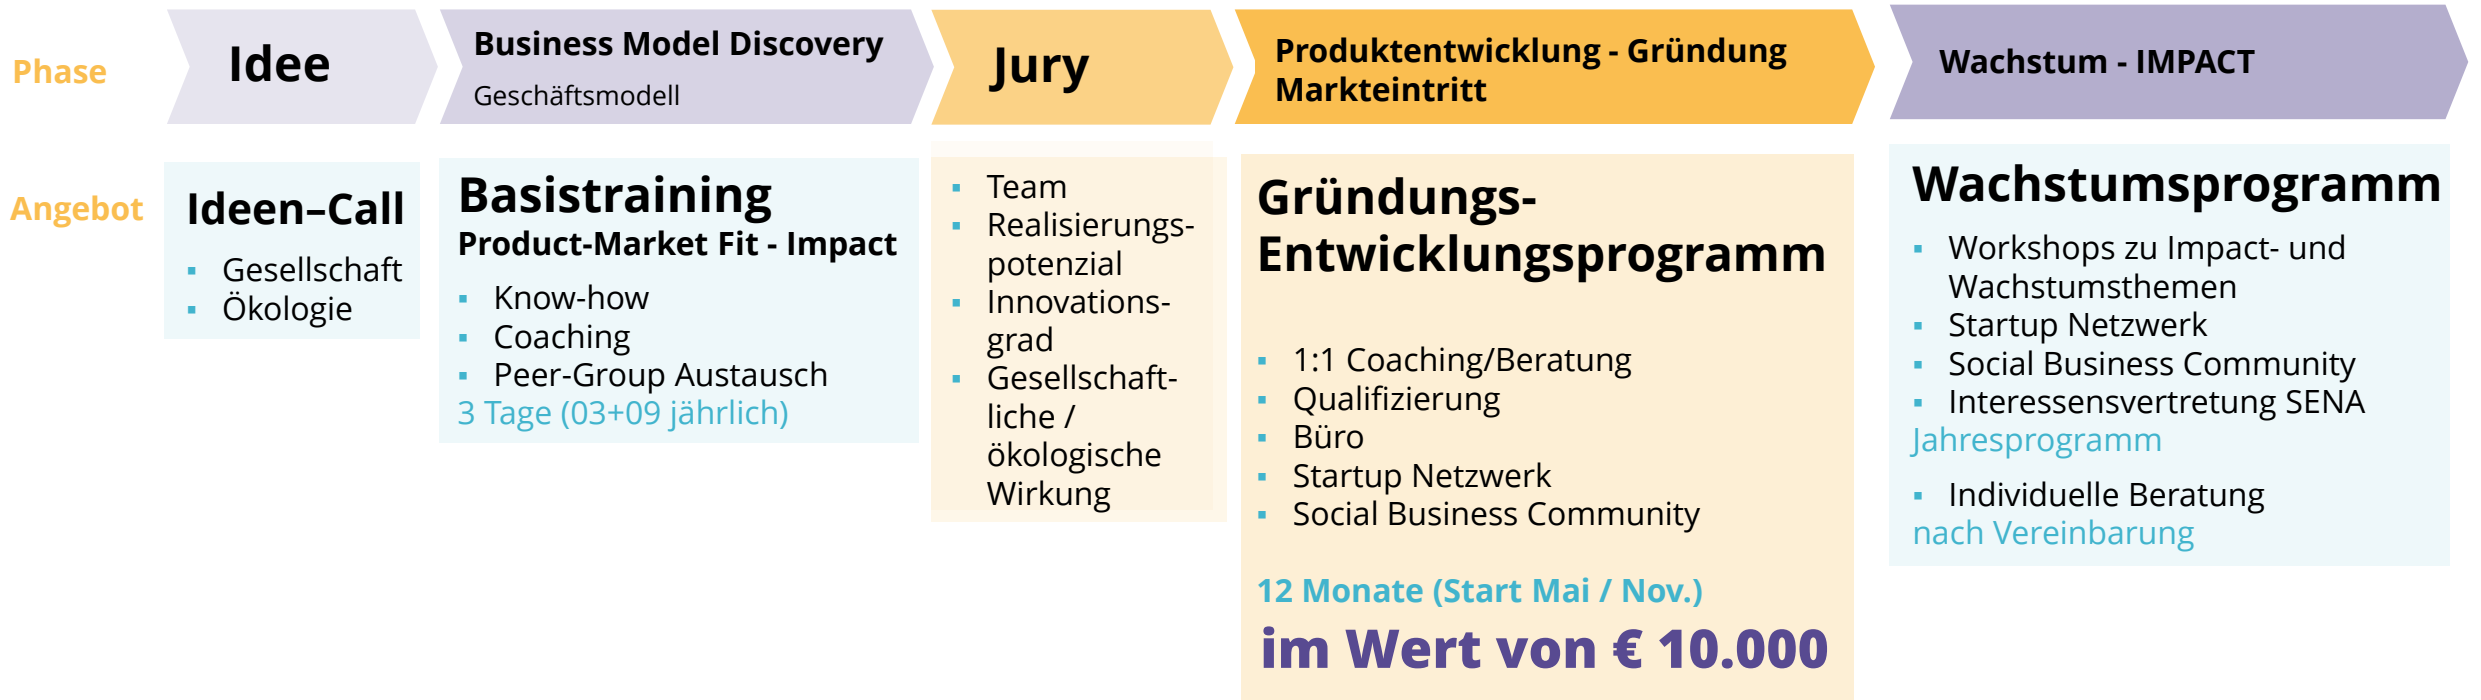 Phase
Idee
Business Model Discovery
Geschäftsmodell
Jury
Produktentwicklung - Gründung
Markteintritt
Wachstum - IMPACT
Angebot
Ideen–Call
▪ Gesellschaft
▪ Ökologie
Basistraining
Product-Market Fit - Impact
▪ Know-how
▪ Coaching
▪ Peer-Group Austausch
3 Tage (03+09 jährlich)
▪ Team
▪ Realisierungs-
potenzial
▪ Innovations-
grad
▪ Gesellschaft-
liche /
ökologische
Wirkung
Gründungs-
Entwicklungsprogramm
▪ 1:1 Coaching/Beratung
▪ Qualifizierung
▪ Büro
▪ Startup Netzwerk
▪ Social Business Community
12 Monate (Start Mai / Nov.)
im Wert von € 10.000
Wachstumsprogramm
▪ Workshops zu Impact- und
Wachstumsthemen
▪ Startup Netzwerk
▪ Social Business Community
▪ Interessensvertretung SENA
Jahresprogramm
▪ Individuelle Beratung
nach Vereinbarung